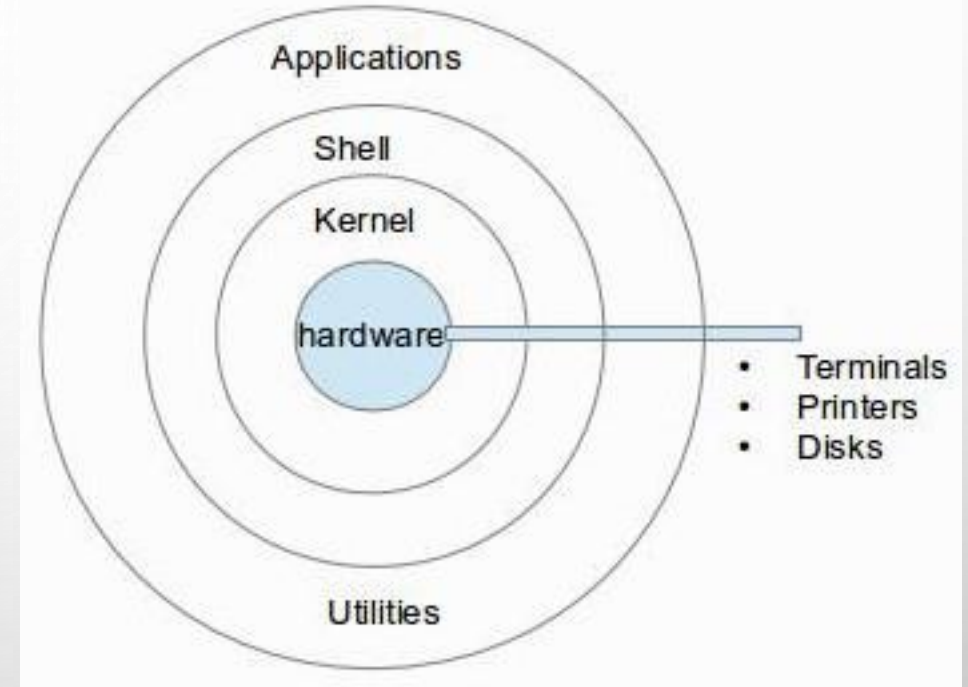 Applications
Shell
Kernel
hardware
• Terminals
• Printers
• Disks
Utilities